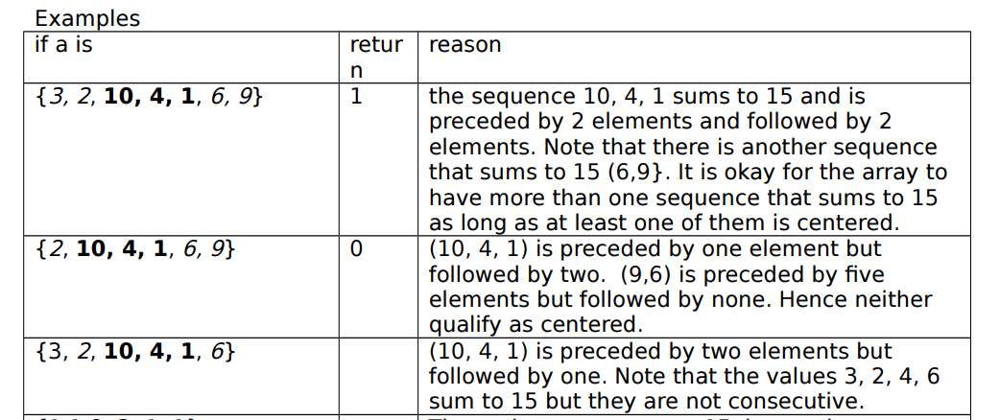 Examples
if a is
retur
n
reason
{3, 2, 10, 4, 1, 6, 9}
1
the sequence 10, 4, 1 sums to 15 and is
preceded by 2 elements and followed by 2
elements. Note that there is another sequence
that sums to 15 (6,9}. It is okay for the array to
have more than one sequence that sums to 15
as long as at least one of them is centered.
{2, 10, 4, 1, 6, 9}
0
(10, 4, 1) is preceded by one element but
followed by two.  (9,6) is preceded by five
elements but followed by none. Hence neither
qualify as centered.
{3, 2, 10, 4, 1, 6}
(10, 4, 1) is preceded by two elements but
followed by one. Note that the values 3, 2, 4, 6
sum to 15 but they are not consecutive.